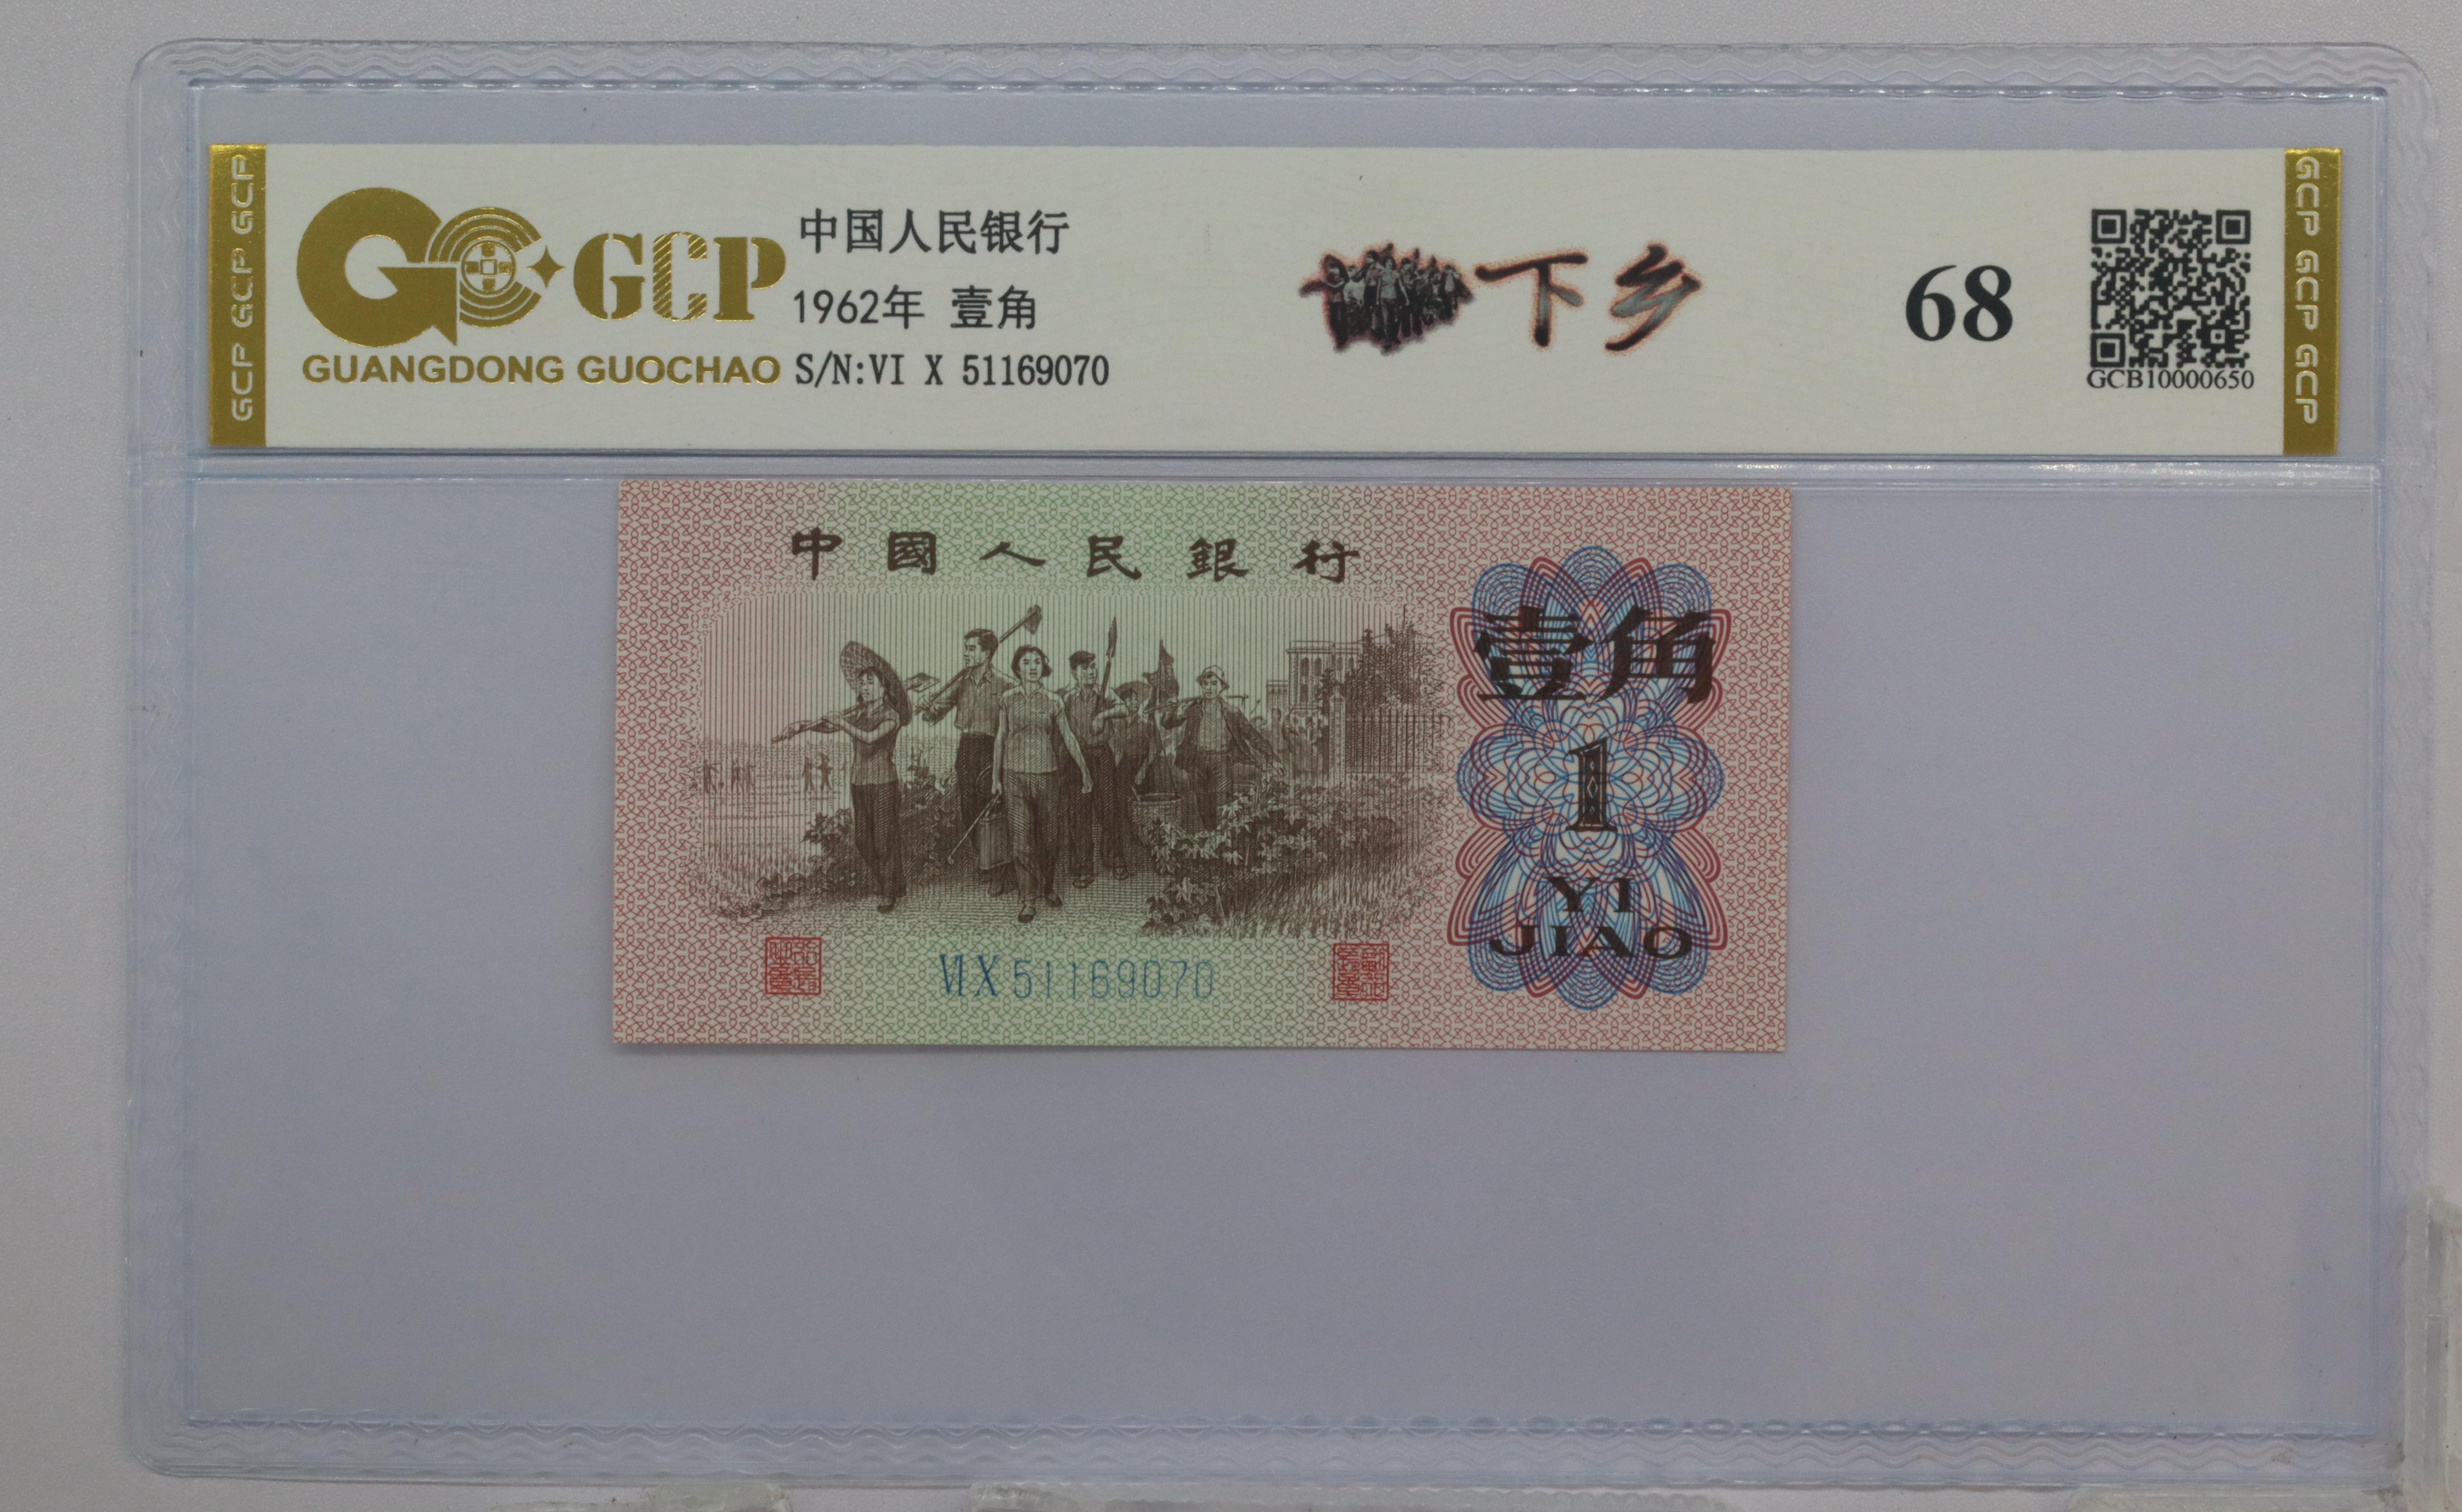 GCP GCP GCP
GCP
GUANGDONG GUOCHAO
中国人民银行
1962年 壹角
S/N:VI X 51169070
下乡
68
GCB10000650
GCP GCP GCP
中國人民銀行
壹角
1
YI
JIAO
VI X 51169070